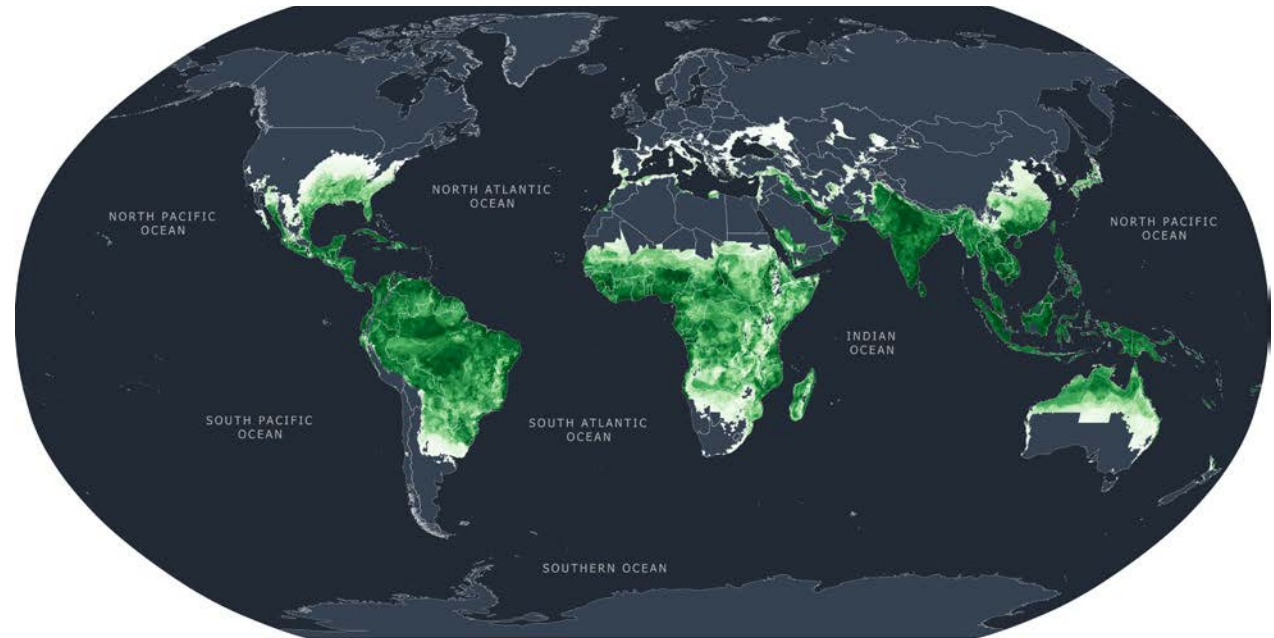 NORTH ATLANTIC
OCEAN
NORTH PACIFIC
OCEAN
NORTH PACIFIC
OCEAN
INDIAN
OCEAN
SOUTH PACIFIC
OCEAN
SOUTH ATLANTIC
OCEAN
SOUTHERN OCEAN